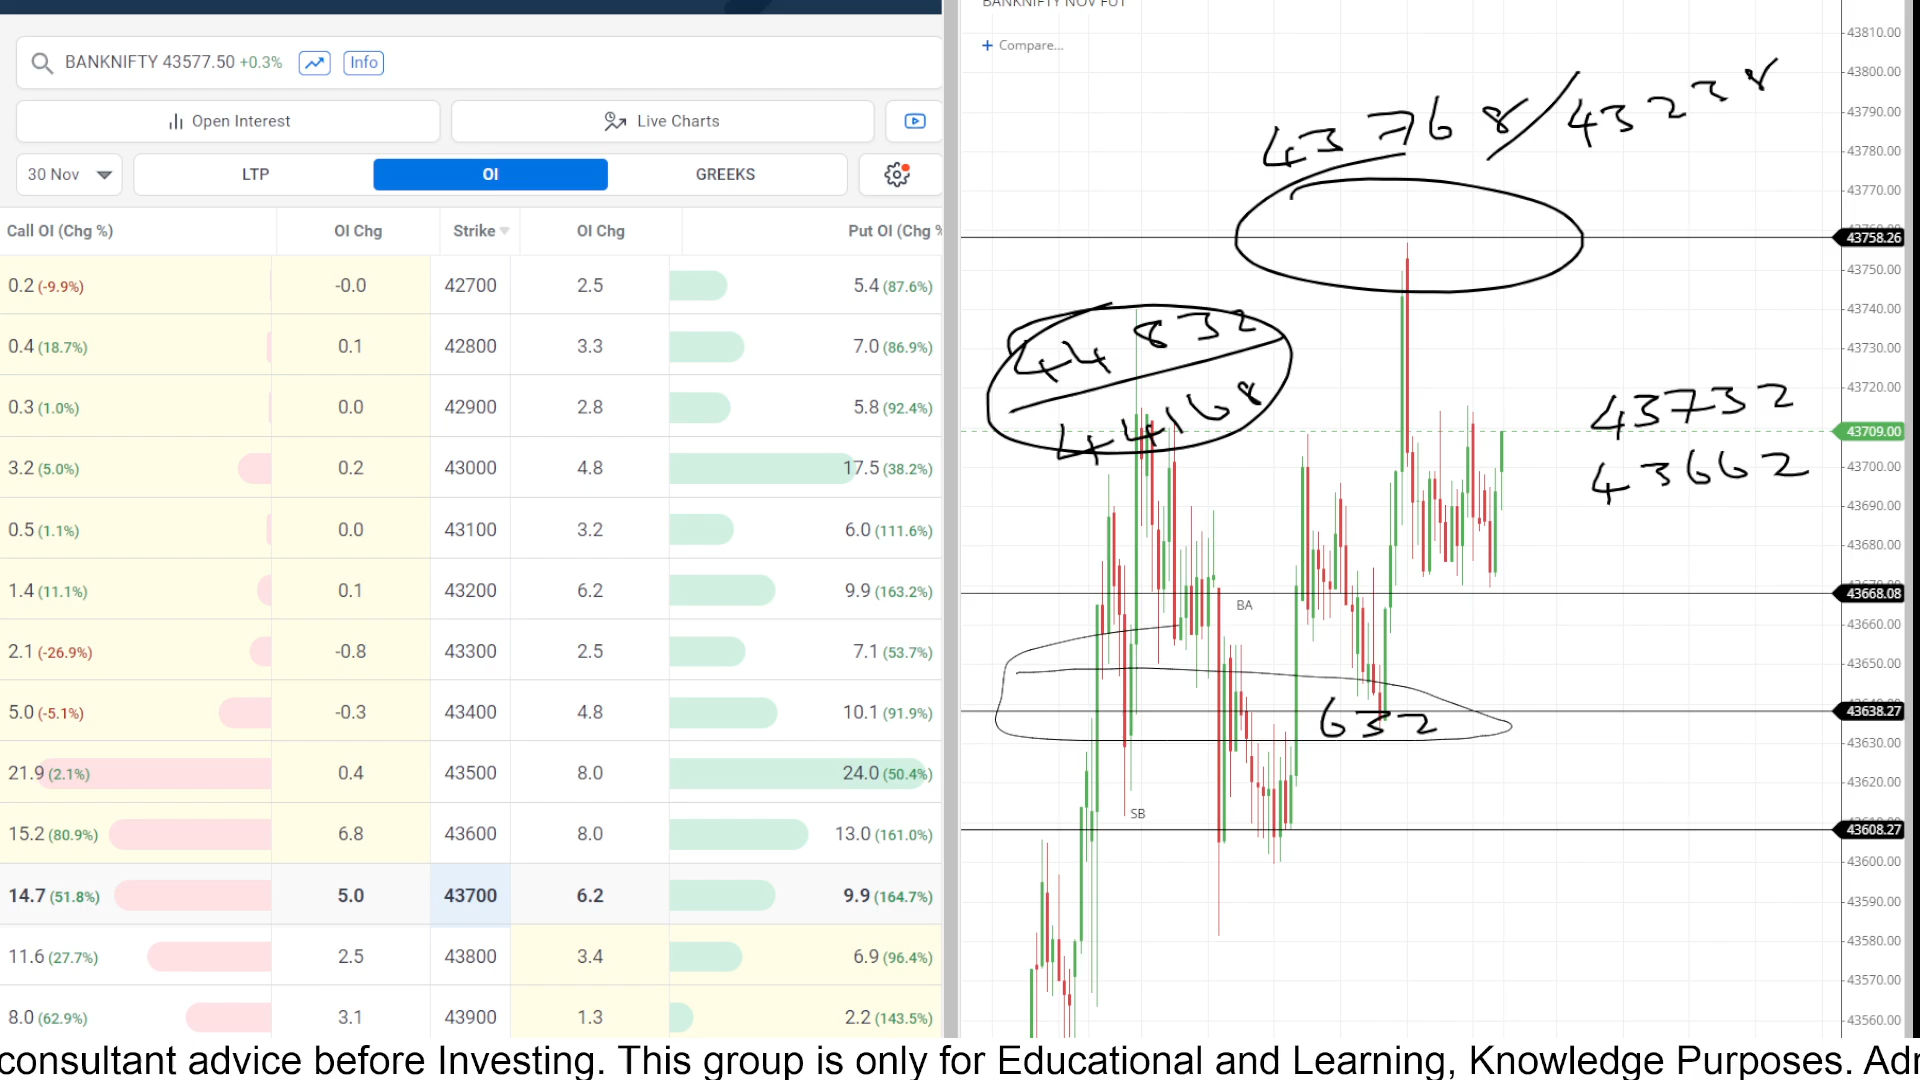 BANKNIFTY 43577.50 +0.3% Info
Open Interest Live Charts
30 Nov LTP OI GREEKS
Call OI (Chg %) OI Chg Strike OI Chg Put OI (Chg %
0.2 (-9.9%) -0.0 42700 2.5 5.4 (87.6%)
0.4 (18.7%) 0.1 42800 3.3 7.0 (86.9%)
0.3 (1.0%) 0.0 42900 2.8 5.8 (92.4%)
3.2 (5.0%) 0.2 43000 4.8 17.5 (38.2%)
0.5 (1.1%) 0.0 43100 3.2 6.0 (111.6%)
1.4 (11.1%) 0.1 43200 6.2 9.9 (163.2%)
2.1 (-26.9%) -0.8 43300 2.5 7.1 (53.7%)
5.0 (-5.1%) -0.3 43400 4.8 10.1 (91.9%)
21.9 (2.1%) 0.4 43500 8.0 24.0 (50.4%)
15.2 (80.9%) 6.8 43600 8.0 13.0 (161.0%)
14.7 (51.8%) 5.0 43700 6.2 9.9 (164.7%)
11.6 (27.7%) 2.5 43800 3.4 6.9 (96.4%)
8.0 (62.9%) 3.1 43900 1.3 2.2 (143.5%)
BANKNIFTY NOV FUT
+ Compare...
43768/43238
44832
44168
43732
43662
BA
632
SB
43810.00
43800.00
43790.00
43780.00
43770.00
43758.26
43750.00
43740.00
43730.00
43720.00
43709.00
43700.00
43690.00
43680.00
43668.08
43660.00
43650.00
43638.27
43630.00
43620.00
43608.27
43600.00
43590.00
43580.00
43570.00
43560.00
consultant advice before Investing. This group is only for Educational and Learning, Knowledge Purposes.